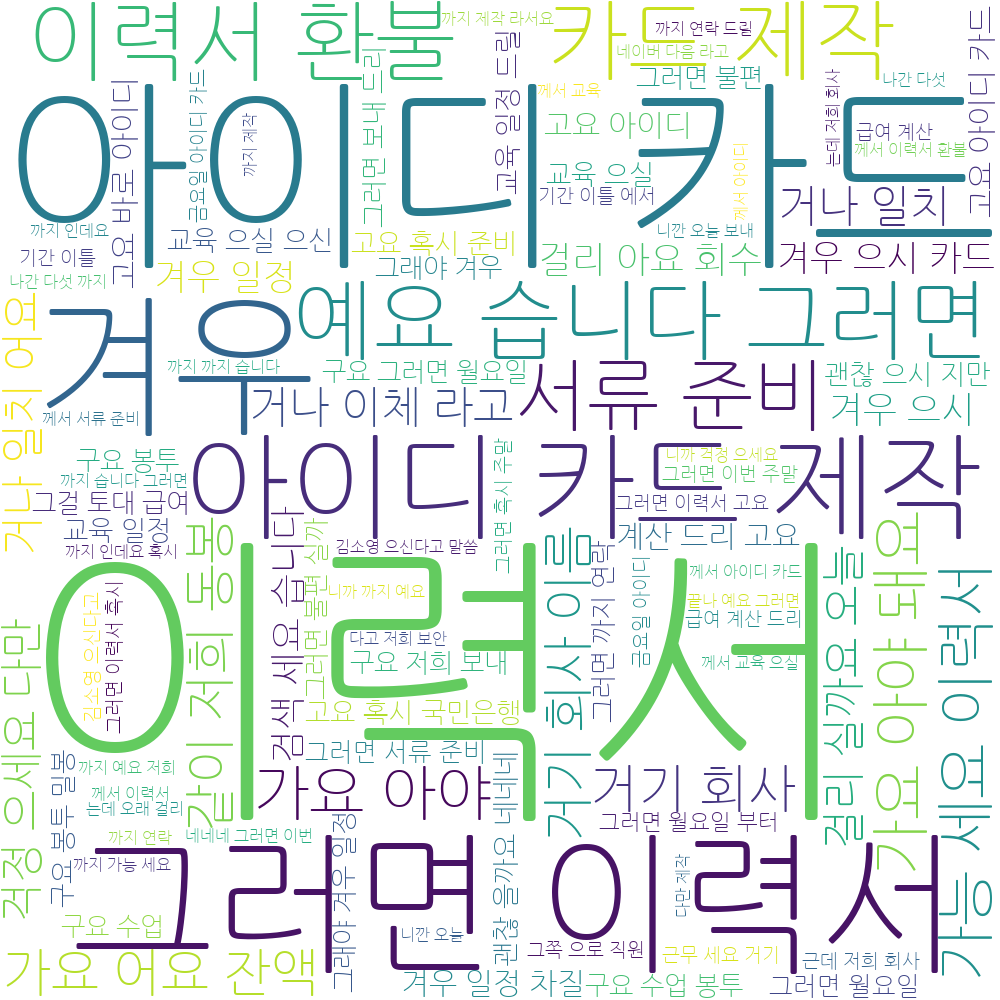 이력서 환불
까지 제작 라서요
카드 제작
까지 연락 드릴
네이버 다음 라고
그러면 불편
나간 다섯
고요 아이디 카드
아이디 카드
고요 바로 아이디
금요일 아이디 카드
까지 제작
그러면 보내 드리
교육 일정 드릴
께서 교육
고요 아이디
교육 으실
기간 이틀 에서
께서 아이디
는데 저희 회사
급여 계산
께서 이력서 환불
거나 일치
까지 인데요
기간 이틀
나간 다섯 까지
교육 으실 으신
고요 혹시 준비
겨우 일정
그래야 겨우
니깐 오늘 보내
걸리 아요 회수
겨우 으시 카드
거나 일치 어요
겨우
예요 습니다 그러면
까지 까지 습니다
구요 그러면 월요일
서류 준비
괜찮 으시 지만
께서 서류 준비
거나 이체 라고
겨우 으시
구요 봉투
까지 습니다 그러면
그걸 토대 급여
아이디 카드 제작
그러면 혹시 주말
니까 걱정 으세요
그러면 이번 주말
그러면 이력서 고요
교육 일정
까지 인데요 혹시
같이 저희 동봉
검색 세요 습니다
그러면 불편 실까
김소영 으신다고 말씀
그러면 까지 연락
거기 회사 이름
계산 드리 고요
금요일 아이디
께서 아이디 카드
끝나 예요 그러면
급여 계산 드리
께서 교육 으실
걸리 실까요 오늘
가요 아야 돼요
가능 세요 이력서
이력서
김소영 으신다고
그러면 이력서 혹시
니까 까지 예요
다고 저희 보안
구요 저희 보내
고요 혹시 국민은행
그러면 서류 준비
걱정 으세요 다만
구요 봉투 밀봉
까지 예요 저희
께서 이력서
는데 오래 걸리
가요 아야
괜찮 을까요 네네네
거기 회사
그러면 월요일 부터
까지 연락
네네네 그러면 이번
까지 가능 세요
그러면 이력서
그래야 겨우 일정
다만 제작
구요 수업
니깐 오늘
그쪽 으로 직원
근무 세요 거기
근데 저희 회사
가요 어요 잔액
겨우 일정 차질
구요 수업 봉투
그러면 월요일